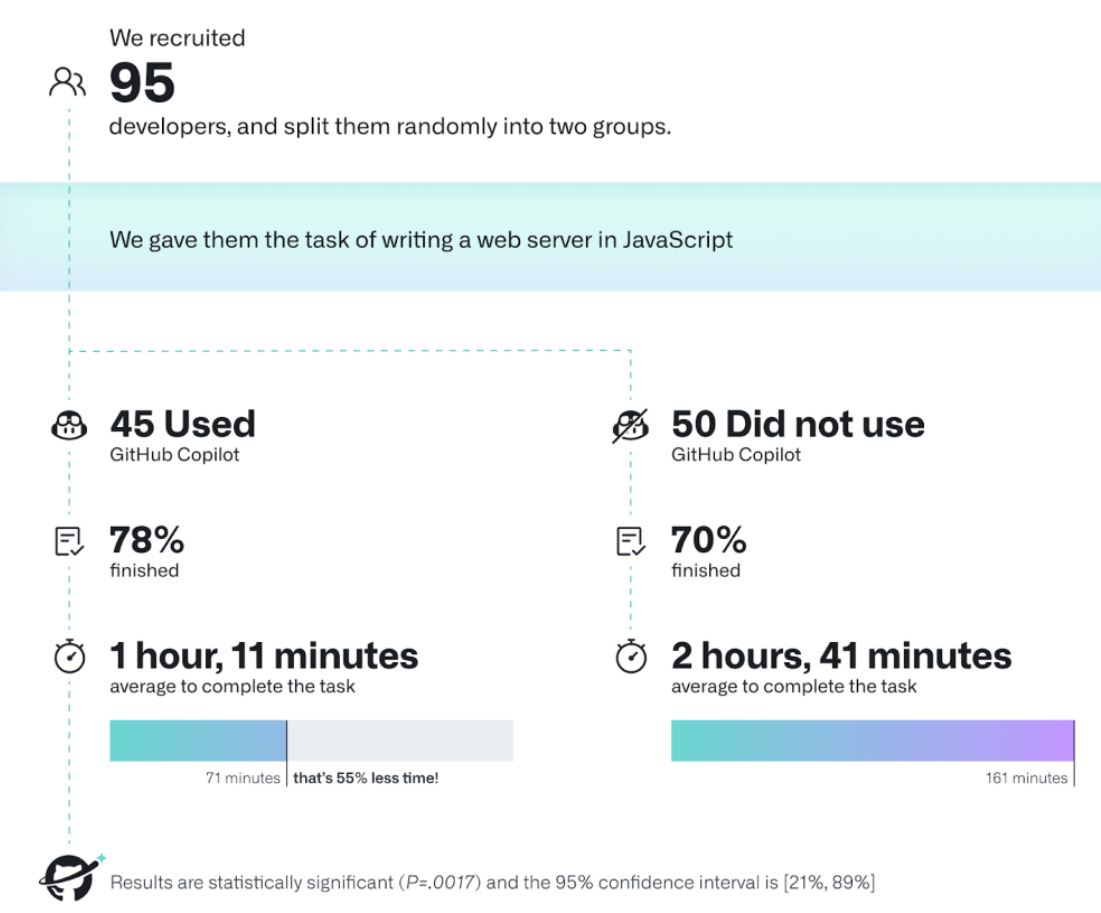 We recruited
95
developers, and split them randomly into two groups.
We gave them the task of writing a web server in JavaScript
45 Used
GitHub Copilot
78%
finished
1 hour, 11 minutes
average to complete the task
71 minutes
that's 55% less time!
50 Did not use
GitHub Copilot
70%
finished
2 hours, 41 minutes
average to complete the task
161 minutes
Results are statistically significant (P=.0017) and the 95% confidence interval is [21%, 89%]